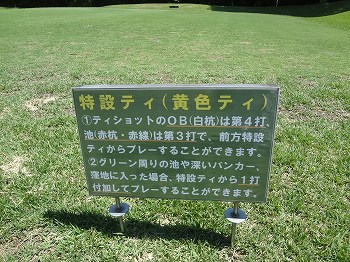 特設ティ(黄色ティ)
①ティショットのOB(白杭)は第4打、
池(赤杭・赤線)は第3打で、前方特設
ティからプレーすることができます。
②グリーン周りの池や深いバンカー、
窪地に入った場合、特設ティから1打
付加してプレーすることができます。